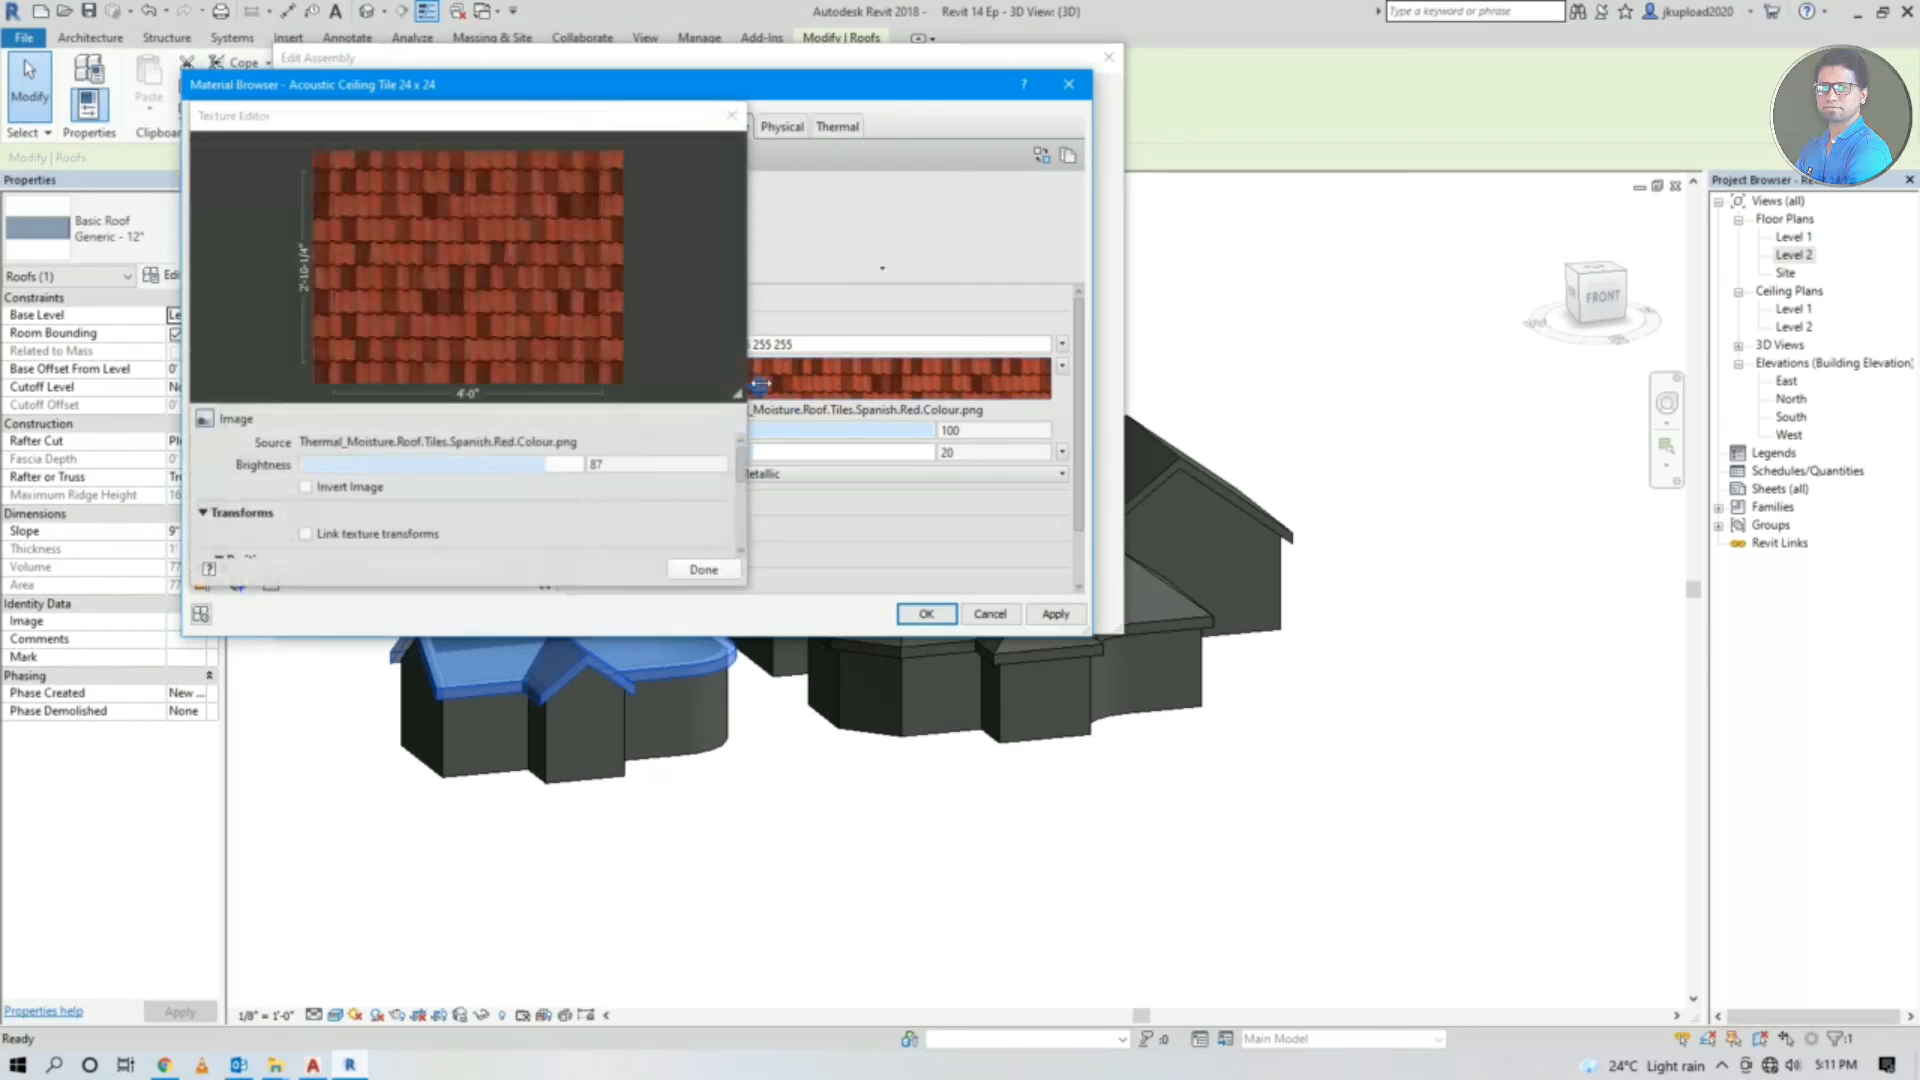 Autodesk Revit 2018 - Revit 14 Ep - 3D View: {3D}
Type a keyword or phrase
jkupload2020
File Architecture Structure Systems Insert Annotate Analyze Massing & Site Collaborate View Manage Add-Ins Modify | Roofs
Modify
Select
Properties
Paste
Cope
Modify | Roofs
Edit Assembly
Material Browser - Acoustic Ceiling Tile 24 x 24
Texture Editor
Physical Thermal
2'-10-1/4"
4'-0"
Image
Source Thermal_Moisture.Roof.Tiles.Spanish.Red.Colour.png
Brightness 87
Invert Image
Transforms
Link texture transforms
Done
255 255
_Moisture.Roof.Tiles.Spanish.Red.Colour.png
100
20
OK Cancel Apply
Properties
Basic Roof
Generic - 12"
Roofs (1)
Constraints
Base Level
Room Bounding
Related to Mass
Base Offset From Level 0'
Cutoff Level
Cutoff Offset 0'
Construction
Rafter Cut
Fascia Depth 0'
Rafter or Truss
Maximum Ridge Height
Dimensions
Slope 9"
Thickness 1'
Volume
Area
Identity Data
Image
Comments
Mark
Phasing
Phase Created New ...
Phase Demolished None
Properties help Apply
FRONT
Project Browser -
Views (all)
Floor Plans
Level 1
Level 2
Site
Ceiling Plans
Level 1
Level 2
3D Views
Elevations (Building Elevation)
East
North
South
West
Legends
Schedules/Quantities
Sheets (all)
Families
Groups
Revit Links
1/8" = 1'-0"
Ready
:0
Main Model
:1
24°C Light rain
5:11 PM